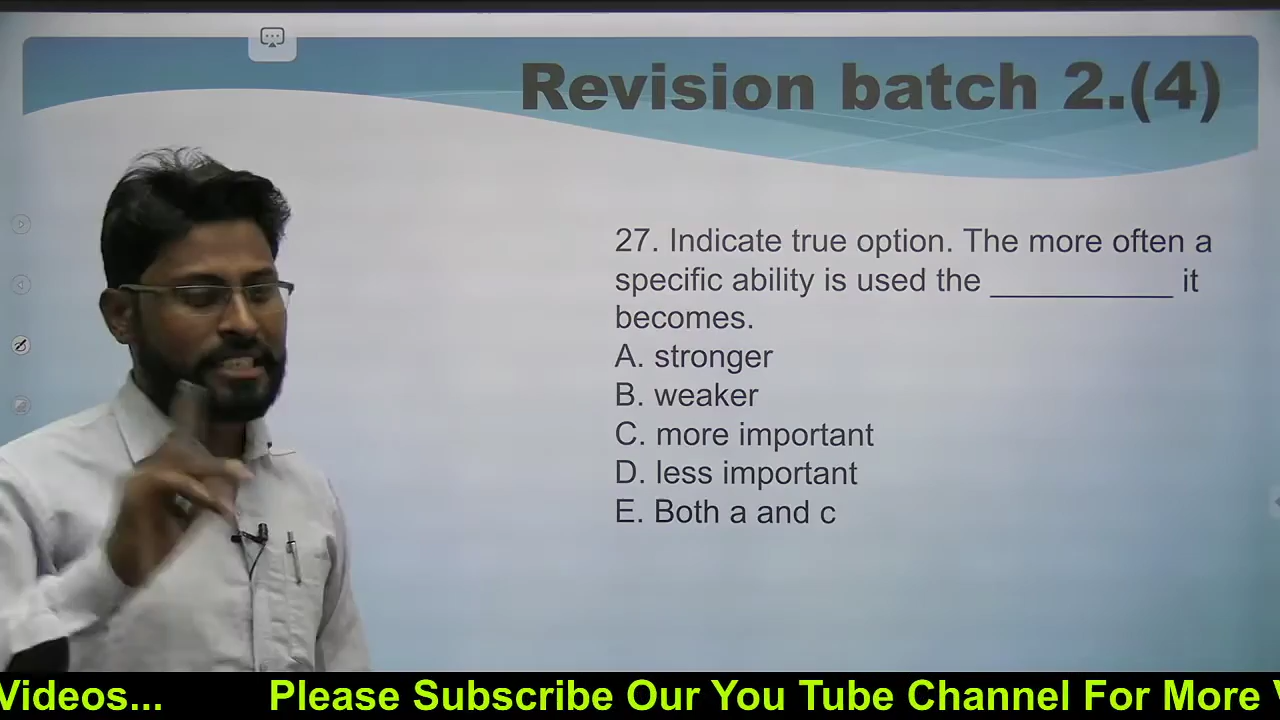 Revision batch 2.(4)
27. Indicate true option. The more often a
specific ability is used the ___________ it
becomes.
A. stronger
B. weaker
C. more important
D. less important
E. Both a and c
Videos... Please Subscribe Our You Tube Channel For More